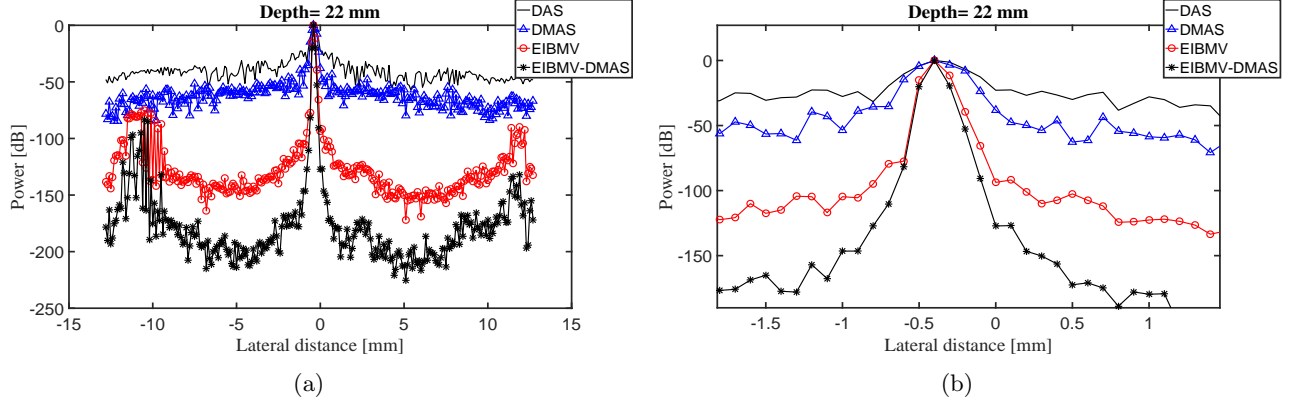 Depth= 22 mm
DAS
DMAS
EIBMV
EIBMV-DMAS
Power [dB]
0
-50
-100
-150
-200
-250
-15
-10
-5
0
5
10
15
Lateral distance [mm]
(a)
Depth= 22 mm
DAS
DMAS
EIBMV
EIBMV-DMAS
Power [dB]
0
-50
-100
-150
-1.5
-1
-0.5
0
0.5
1
Lateral distance [mm]
(b)